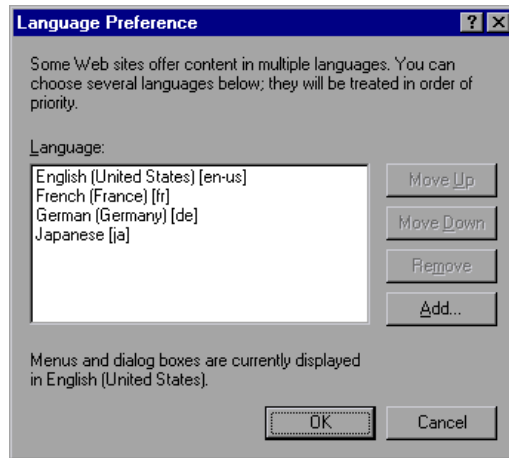 Language Preference
Some Web sites offer content in multiple languages. You can
choose several languages below; they will be treated in order of
priority.
Language:
English (United States) [en-us]
French (France) [fr]
German (Germany) [de]
Japanese [ja]
Move Up
Move Down
Remove
Add...
Menus and dialog boxes are currently displayed
in English (United States).
OK
Cancel